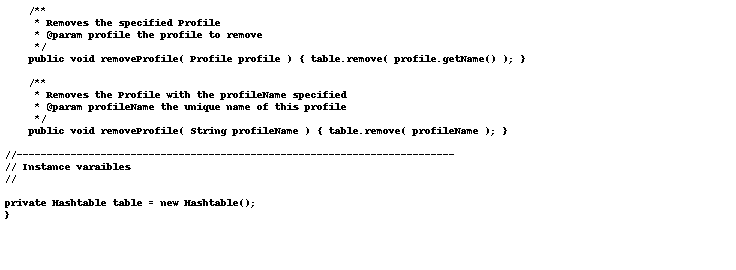 /**
* Removes the specified Profile
* @param profile the profile to remove
*/
public void removeProfile( Profile profile ) { table.remove( profile.getName() ); }
/**
* Removes the Profile with the profileName specified
* @param profileName the unique name of this profile
*/
public void removeProfile( String profileName ) { table.remove( profileName ); }
//-------------------------------------------------------------------------
// Instance varaibles
//
private Hashtable table = new Hashtable();
}